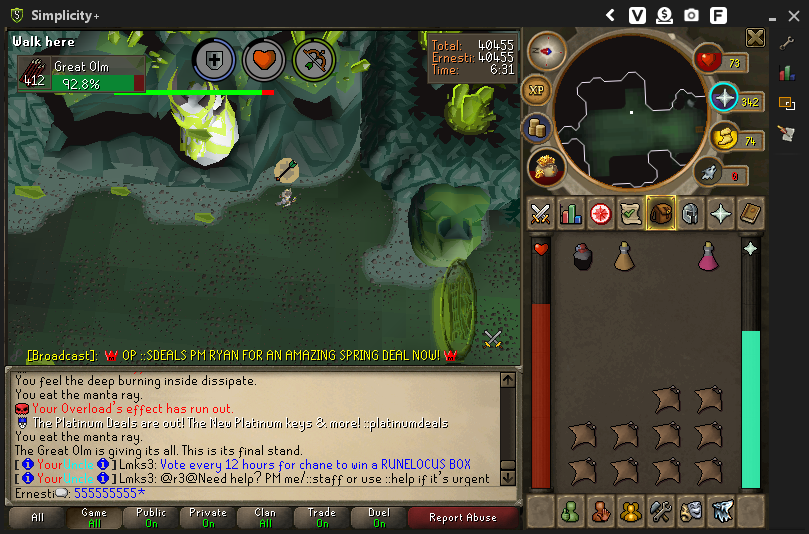 Simplicity+
V
F
Walk here
412
Great Olm
92.8%
Total: 40455
Ernesti: 40455
Time: 6:31
XP
73
342
74
0
[Broadcast]: OP ::SDEALS PM RYAN FOR AN AMAZING SPRING DEAL NOW!
You feel the deep burning inside dissipate.
You eat the manta ray.
Your Overload's effect has run out.
The Platinum Deals are out! The New Platinum keys & more! ::platinumdeals
You eat the manta ray.
The Great Olm is giving its all. This is its final stand.
[ Your ] Lmks3: Vote every 12 hours for chane to win a RUNELOCUS BOX
[ Your ] Lmks3: @r3@Need help? PM me/::staff or use ::help if it's urgent
Ernesti: 555555555*
All
Game
All
Public
On
Private
On
Clan
All
Trade
On
Duel
On
Report Abuse